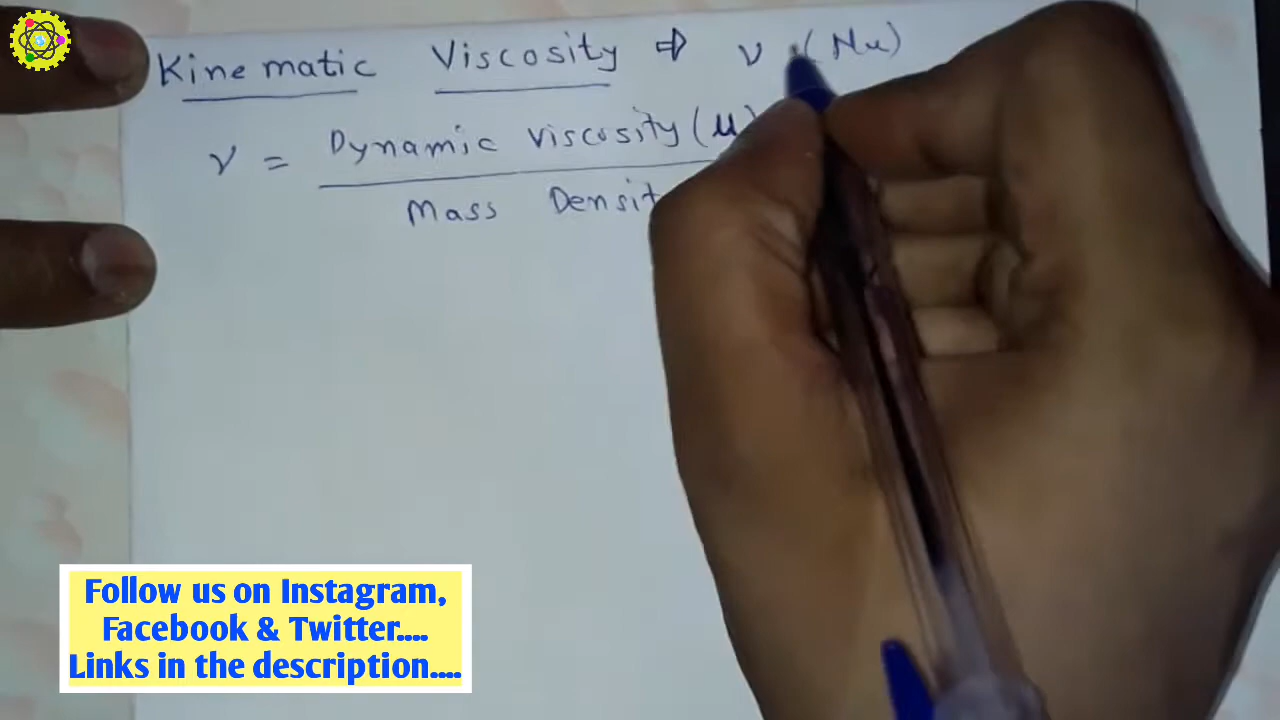 Kinematic Viscosity ⇒ ν (Nu)
ν = Dynamic Viscosity (μ)
Mass Densit
Follow us on Instagram,
Facebook & Twitter....
Links in the description....